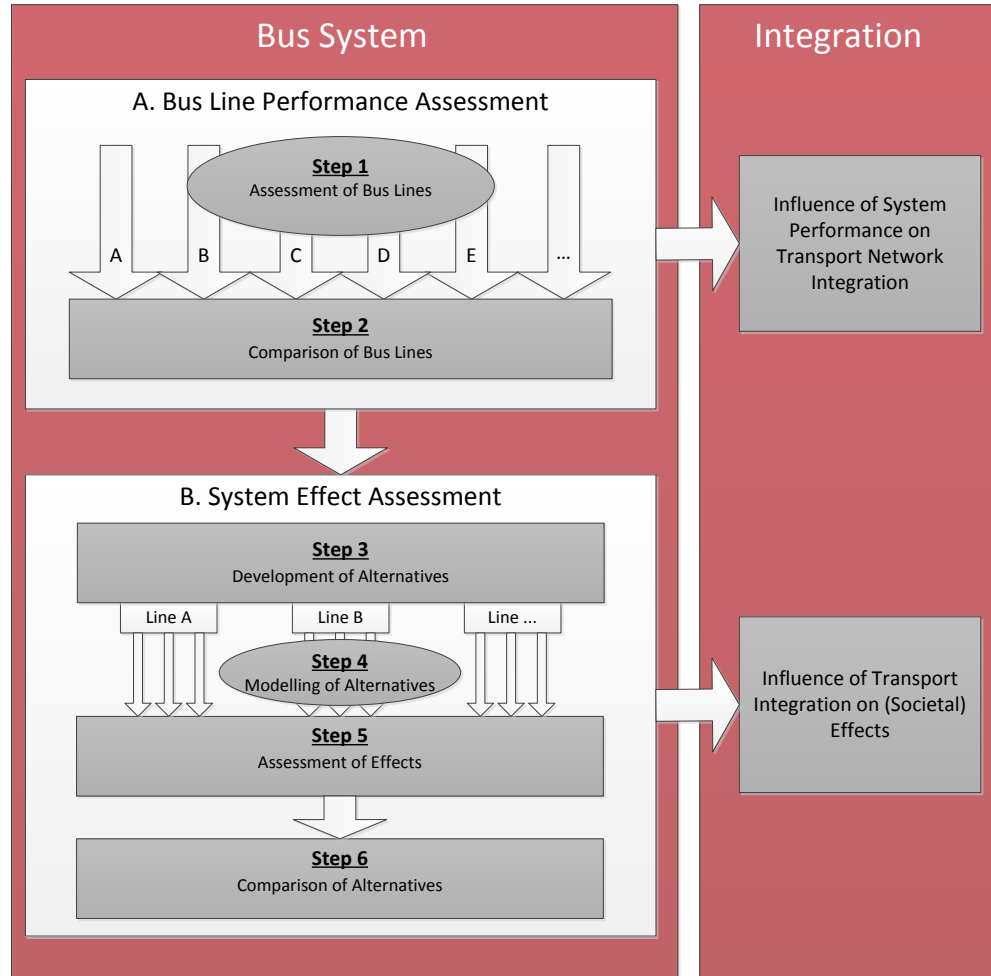 Bus System
Integration
A. Bus Line Performance Assessment
Step 1
Assessment of Bus Lines
A
B
C
D
E
...
Step 2
Comparison of Bus Lines
Influence of System
Performance on
Transport Network
Integration
B. System Effect Assessment
Step 3
Development of Alternatives
Line A
Line B
Line ...
Step 4
Modelling of Alternatives
Step 5
Assessment of Effects
Step 6
Comparison of Alternatives
Influence of Transport
Integration on (Societal)
Effects